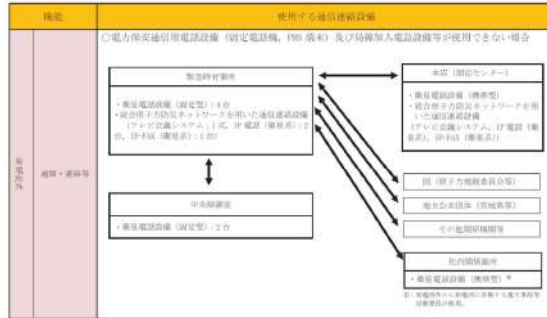 機能
使用する通信連絡設備
○電力保安通信用電話設備（固定電話機，PHS 端末）及び局線加入電話設備等が使用できない場合
発電所外
通報・連絡等
緊急時対策所
・衛星電話設備（固定型）：4台
・統合原子力防災ネットワークを用いた通信連絡設備
（テレビ会議システム：1式，IP電話（衛星系）：2
台，IP-FAX（衛星系）：1台）
中央制御室
・衛星電話設備（固定型）：2台
本店（対応センター）
・衛星電話設備（携帯型）
・統合原子力防災ネットワークを用
いた通信連絡設備
（テレビ会議システム，IP電話（衛
星系），IP-FAX（衛星系））
国（原子力規制委員会等）
地方公共団体（宮城県等）
その他関係機関等
社内関係箇所
・衛星電話設備（携帯型）※